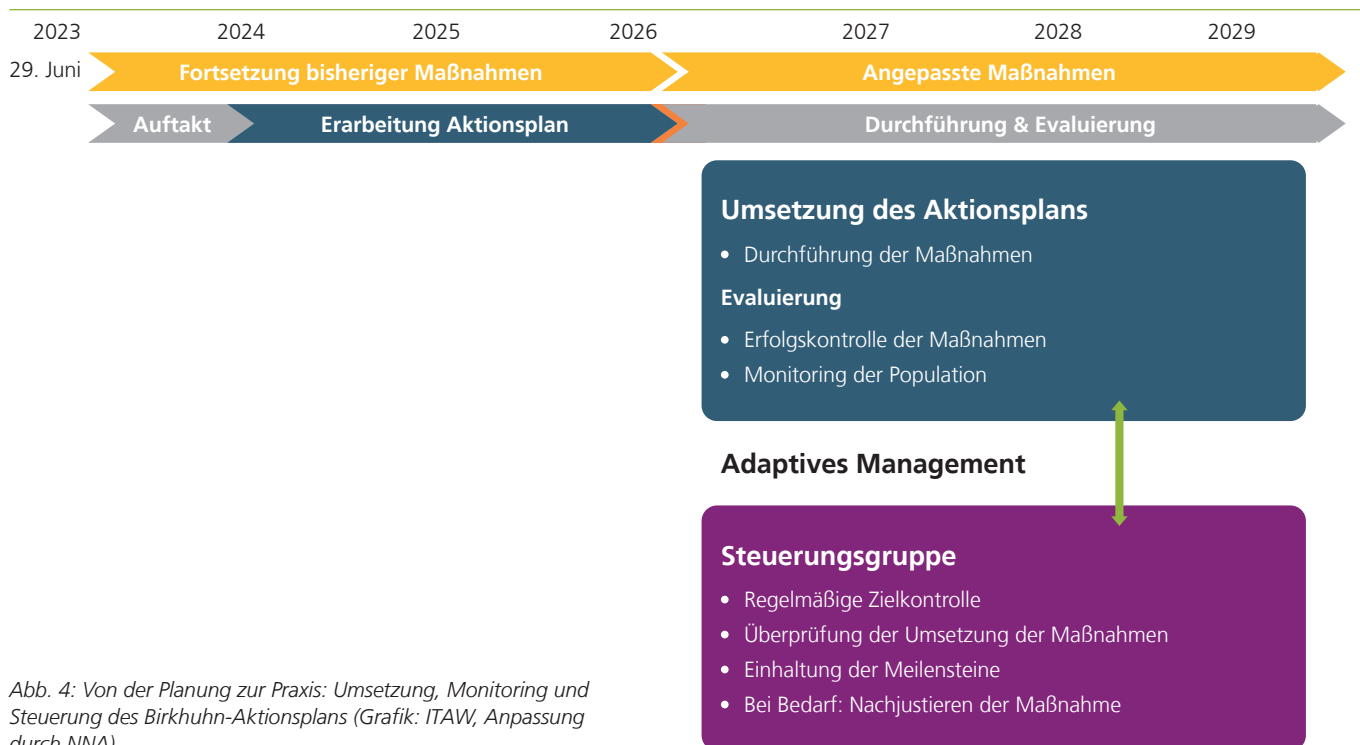 2023 2024 2025 2026 2027 2028 2029
29. Juni
Fortsetzung bisheriger Maßnahmen Angepasste Maßnahmen
Auftakt Erarbeitung Aktionsplan Durchführung & Evaluierung
Umsetzung des Aktionsplans
• Durchführung der Maßnahmen
Evaluierung
• Erfolgskontrolle der Maßnahmen
• Monitoring der Population
Adaptives Management
Steuerungsgruppe
• Regelmäßige Zielkontrolle
• Überprüfung der Umsetzung der Maßnahmen
• Einhaltung der Meilensteine
• Bei Bedarf: Nachjustieren der Maßnahme
Abb. 4: Von der Planung zur Praxis: Umsetzung, Monitoring und
Steuerung des Birkhuhn-Aktionsplans (Grafik: ITAW, Anpassung
durch NNA)